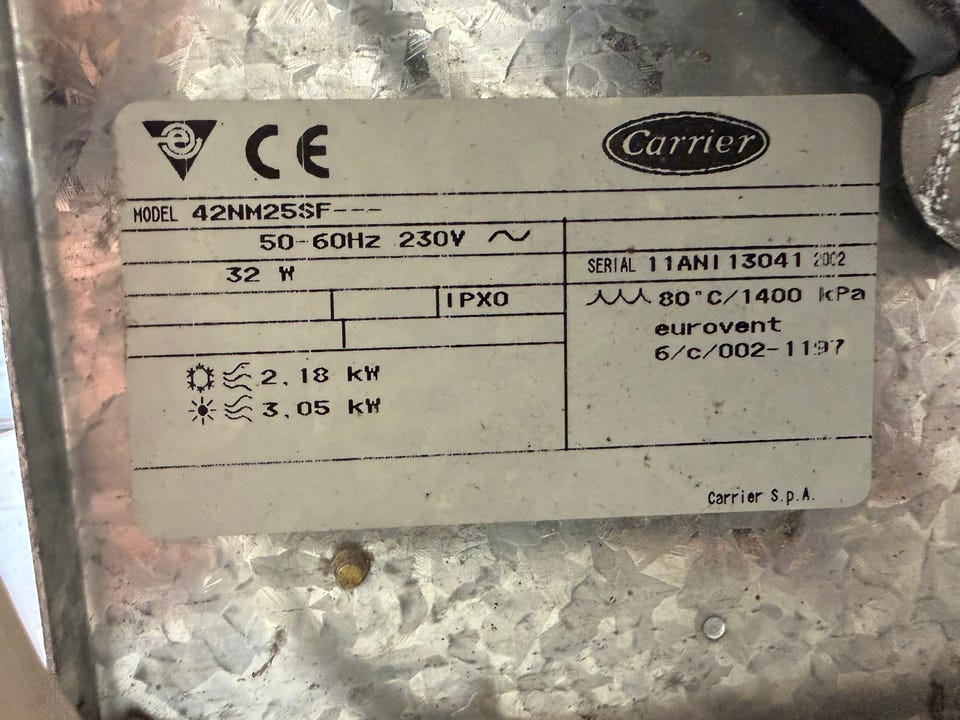 e CE Carrier
MODEL 42NM25SF---
50-60Hz 230V
32 W
SERIAL 11ANI13041 2002
IPX0
80°C/1400 kPa
eurovent
6/c/002-1197
2,18 kW
3,05 kW
Carrier S.p.A.